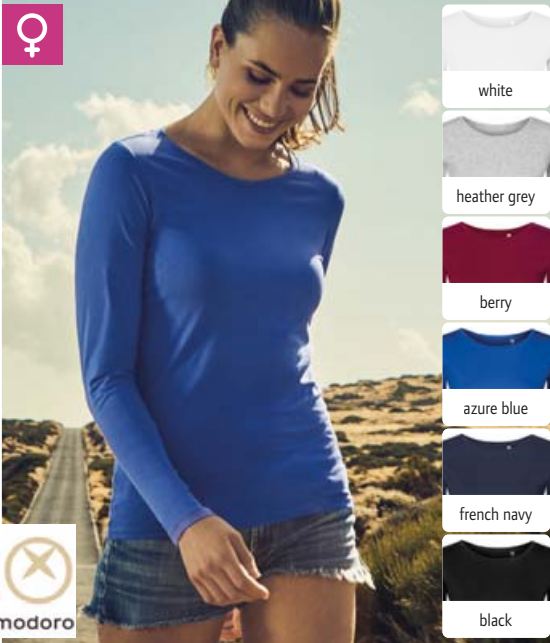 white
heather grey
berry
azure blue
french navy
black
modoro